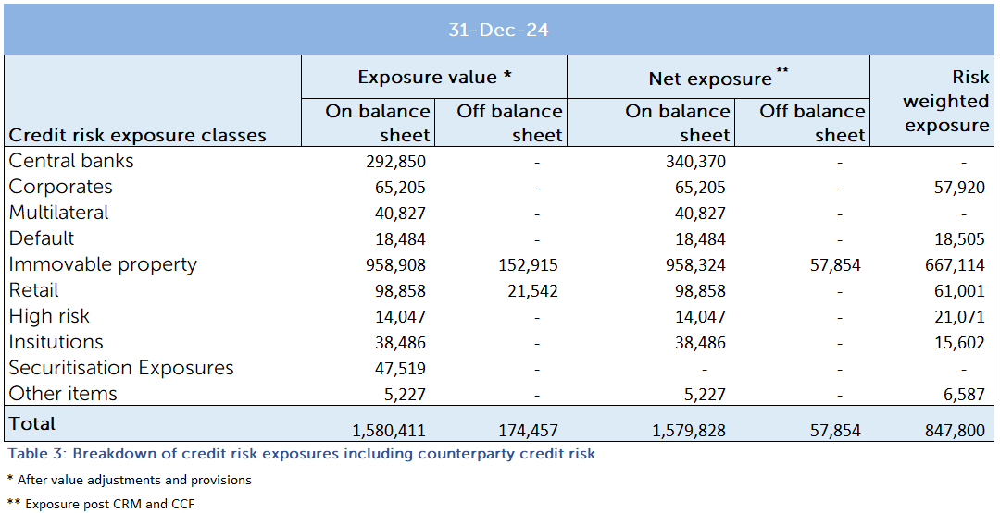 31-Dec-24
Exposure value * Net exposure ** Risk weighted exposure
Credit risk exposure classes On balance sheet Off balance sheet On balance sheet Off balance sheet
Central banks 292,850 - 340,370 - -
Corporates 65,205 - 65,205 - 57,920
Multilateral 40,827 - 40,827 - -
Default 18,484 - 18,484 - 18,505
Immovable property 958,908 152,915 958,324 57,854 667,114
Retail 98,858 21,542 98,858 - 61,001
High risk 14,047 - 14,047 - 21,071
Insitutions 38,486 - 38,486 - 15,602
Securitisation Exposures 47,519 - - - -
Other items 5,227 - 5,227 - 6,587
Total 1,580,411 174,457 1,579,828 57,854 847,800
Table 3: Breakdown of credit risk exposures including counterparty credit risk
* After value adjustments and provisions
** Exposure post CRM and CCF